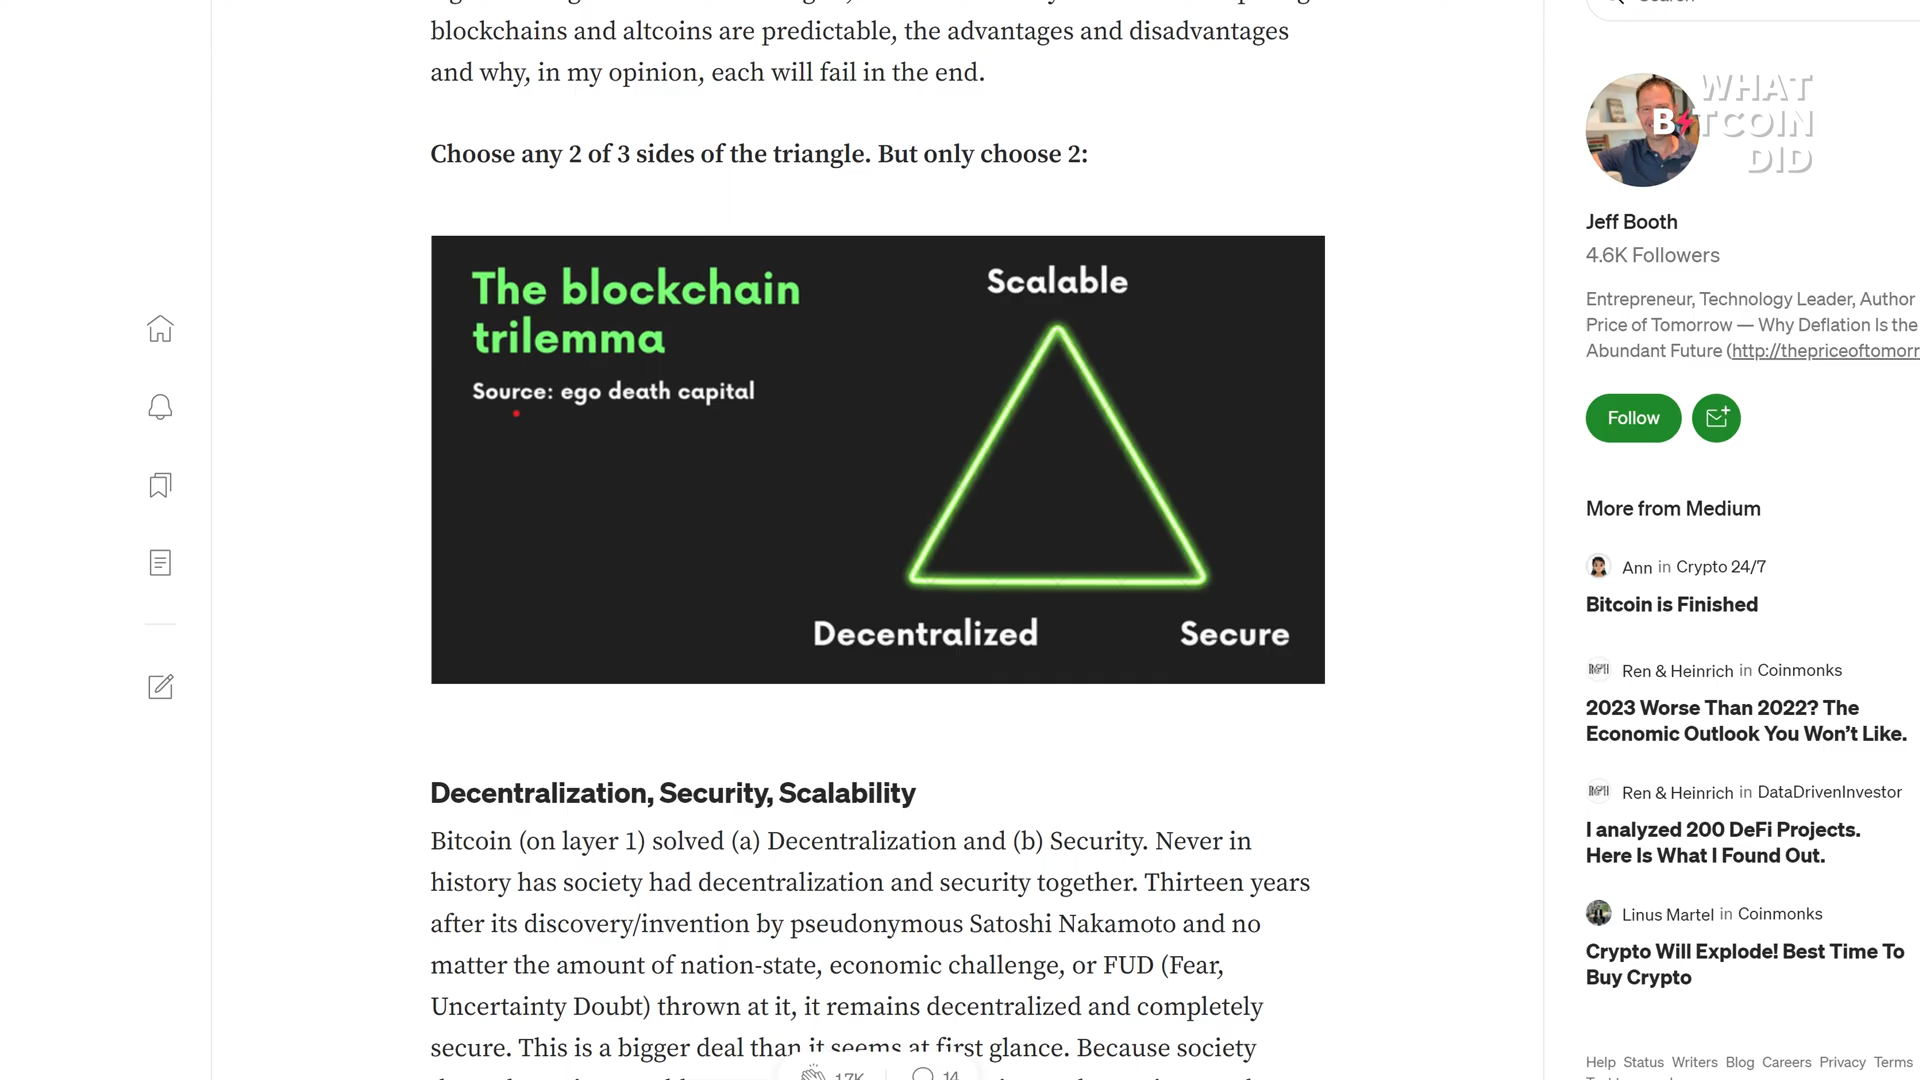 blockchains and altcoins are predictable, the advantages and disadvantages
and why, in my opinion, each will fail in the end.
Choose any 2 of 3 sides of the triangle. But only choose 2:
The blockchain
trilemma
Source: ego death capital
Scalable
Decentralized
Secure
Decentralization, Security, Scalability
Bitcoin (on layer 1) solved (a) Decentralization and (b) Security. Never in
history has society had decentralization and security together. Thirteen years
after its discovery/invention by pseudonymous Satoshi Nakamoto and no
matter the amount of nation-state, economic challenge, or FUD (Fear,
Uncertainty Doubt) thrown at it, it remains decentralized and completely
secure. This is a bigger deal than it seems at first glance. Because society
1.7K
14
WHAT
BITCOIN
DID
Jeff Booth
4.6K Followers
Entrepreneur, Technology Leader, Author
Price of Tomorrow — Why Deflation Is the
Abundant Future (http://thepriceoftomorr
Follow
More from Medium
Ann in Crypto 24/7
Bitcoin is Finished
Ren & Heinrich in Coinmonks
2023 Worse Than 2022? The
Economic Outlook You Won’t Like.
Ren & Heinrich in DataDrivenInvestor
I analyzed 200 DeFi Projects.
Here Is What I Found Out.
Linus Martel in Coinmonks
Crypto Will Explode! Best Time To
Buy Crypto
Help Status Writers Blog Careers Privacy Terms